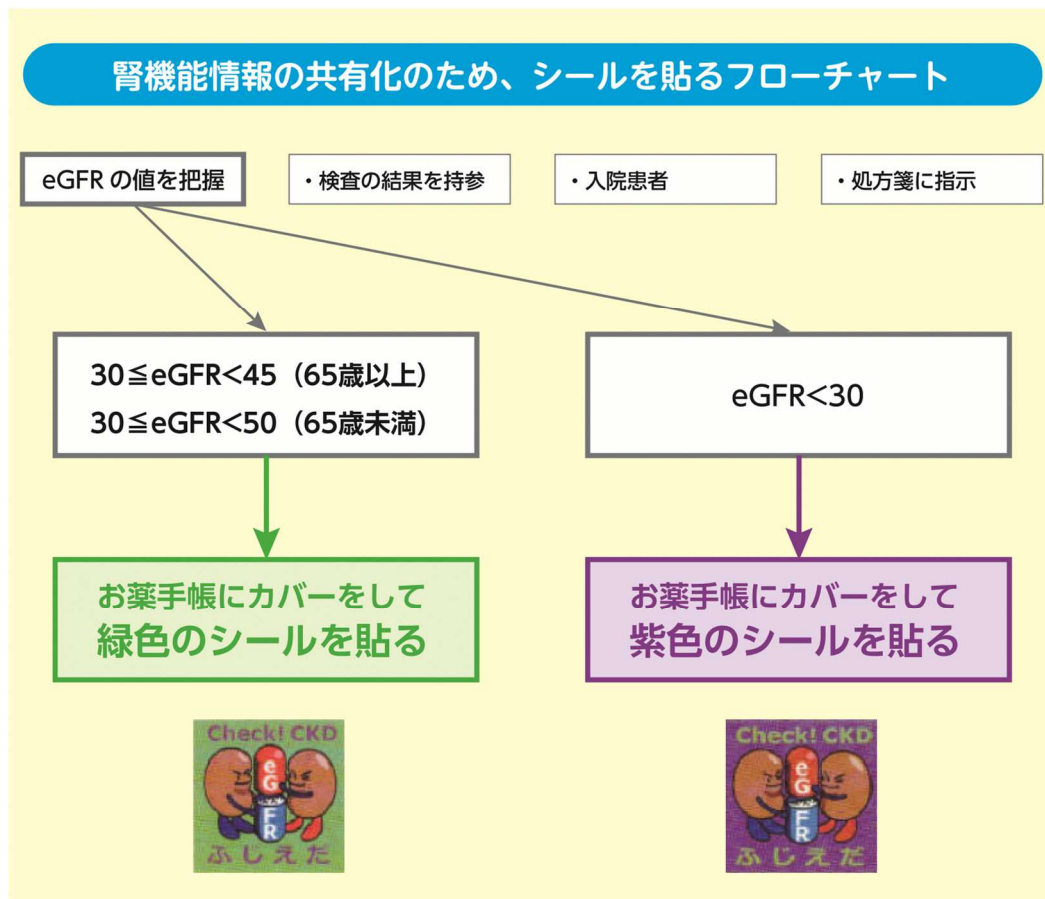 腎機能情報の共有化のため、シールを貼るフローチャート
eGFR の値を把握
・検査の結果を持参
・入院患者
・処方箋に指示
30≦eGFR<45（65歳以上）
30≦eGFR<50（65歳未満）
eGFR<30
お薬手帳にカバーをして
緑色のシールを貼る
お薬手帳にカバーをして
紫色のシールを貼る
Check! CKD
eG
FR
ふじえだ
Check! CKD
eG
FR
ふじえだ